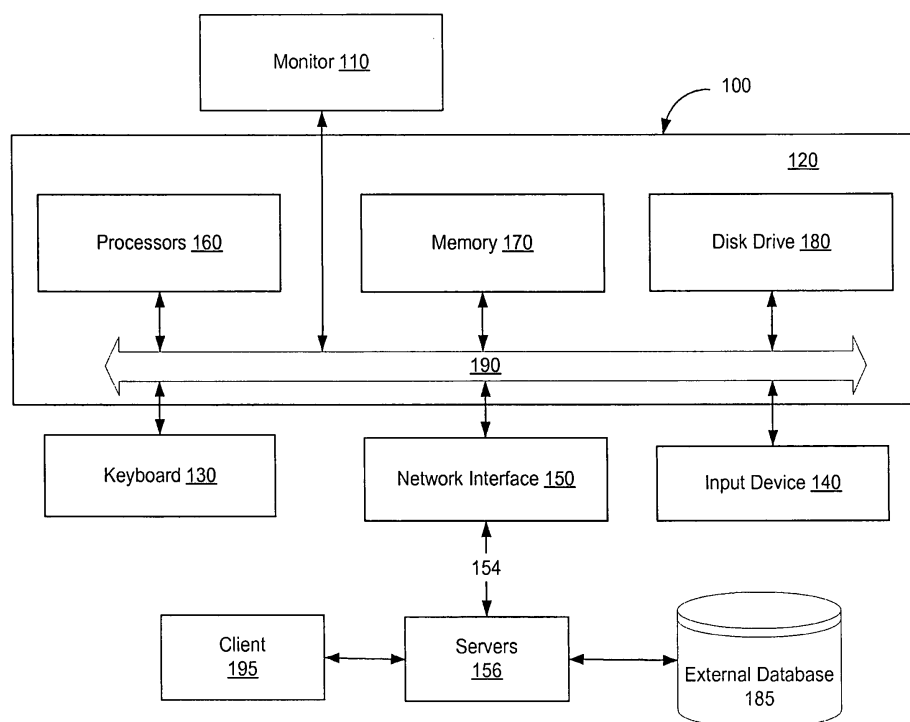 Monitor 110
100
120
Processors 160
Memory 170
Disk Drive 180
190
Keyboard 130
Network Interface 150
Input Device 140
154
Client
195
Servers
156
External Database
185